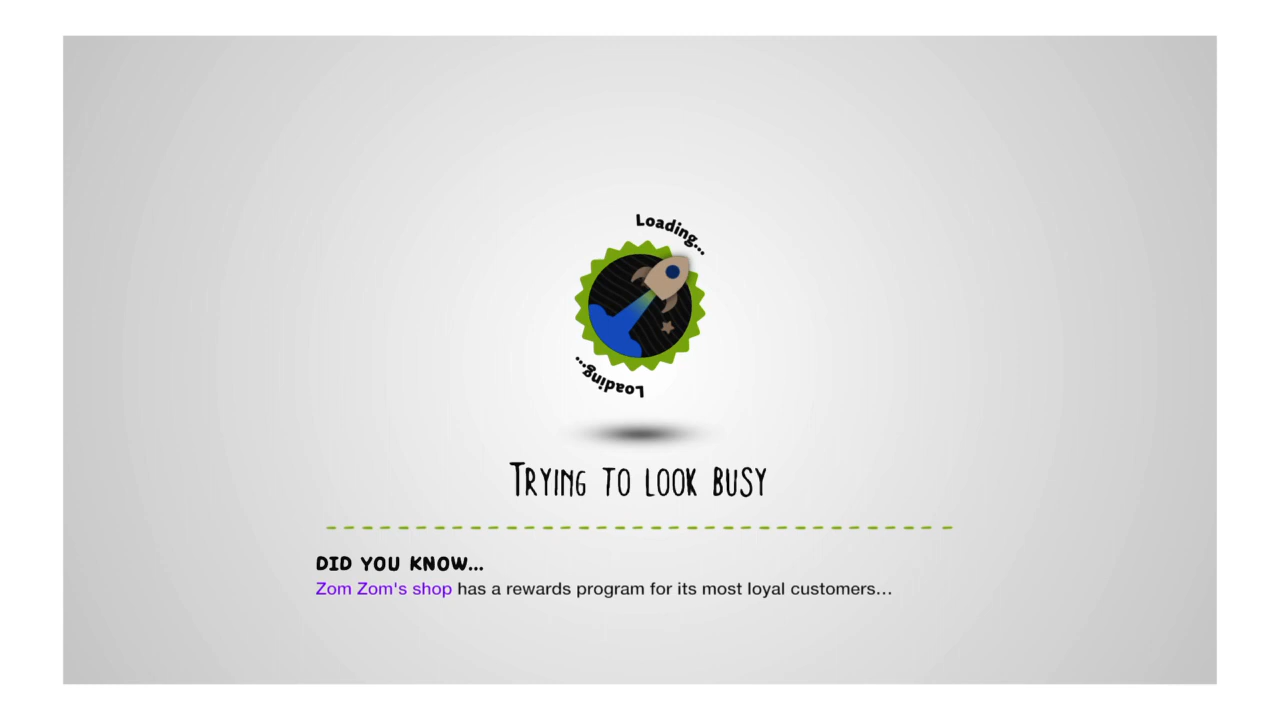 Loading...
Loading...
Trying to look busy
DID YOU KNOW...
Zom Zom's shop has a rewards program for its most loyal customers...